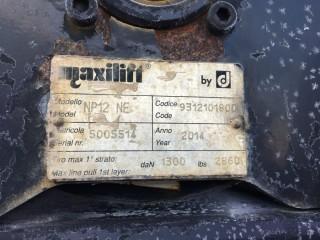 maxilift by d
Modello NP12 NE Codice 9312101800
Model Code
Matricola 5005514 Anno 2014
Serial nr. Year
Tiro max 1° strato: daN 1300 lbs 2860
Max line pull 1st layer: